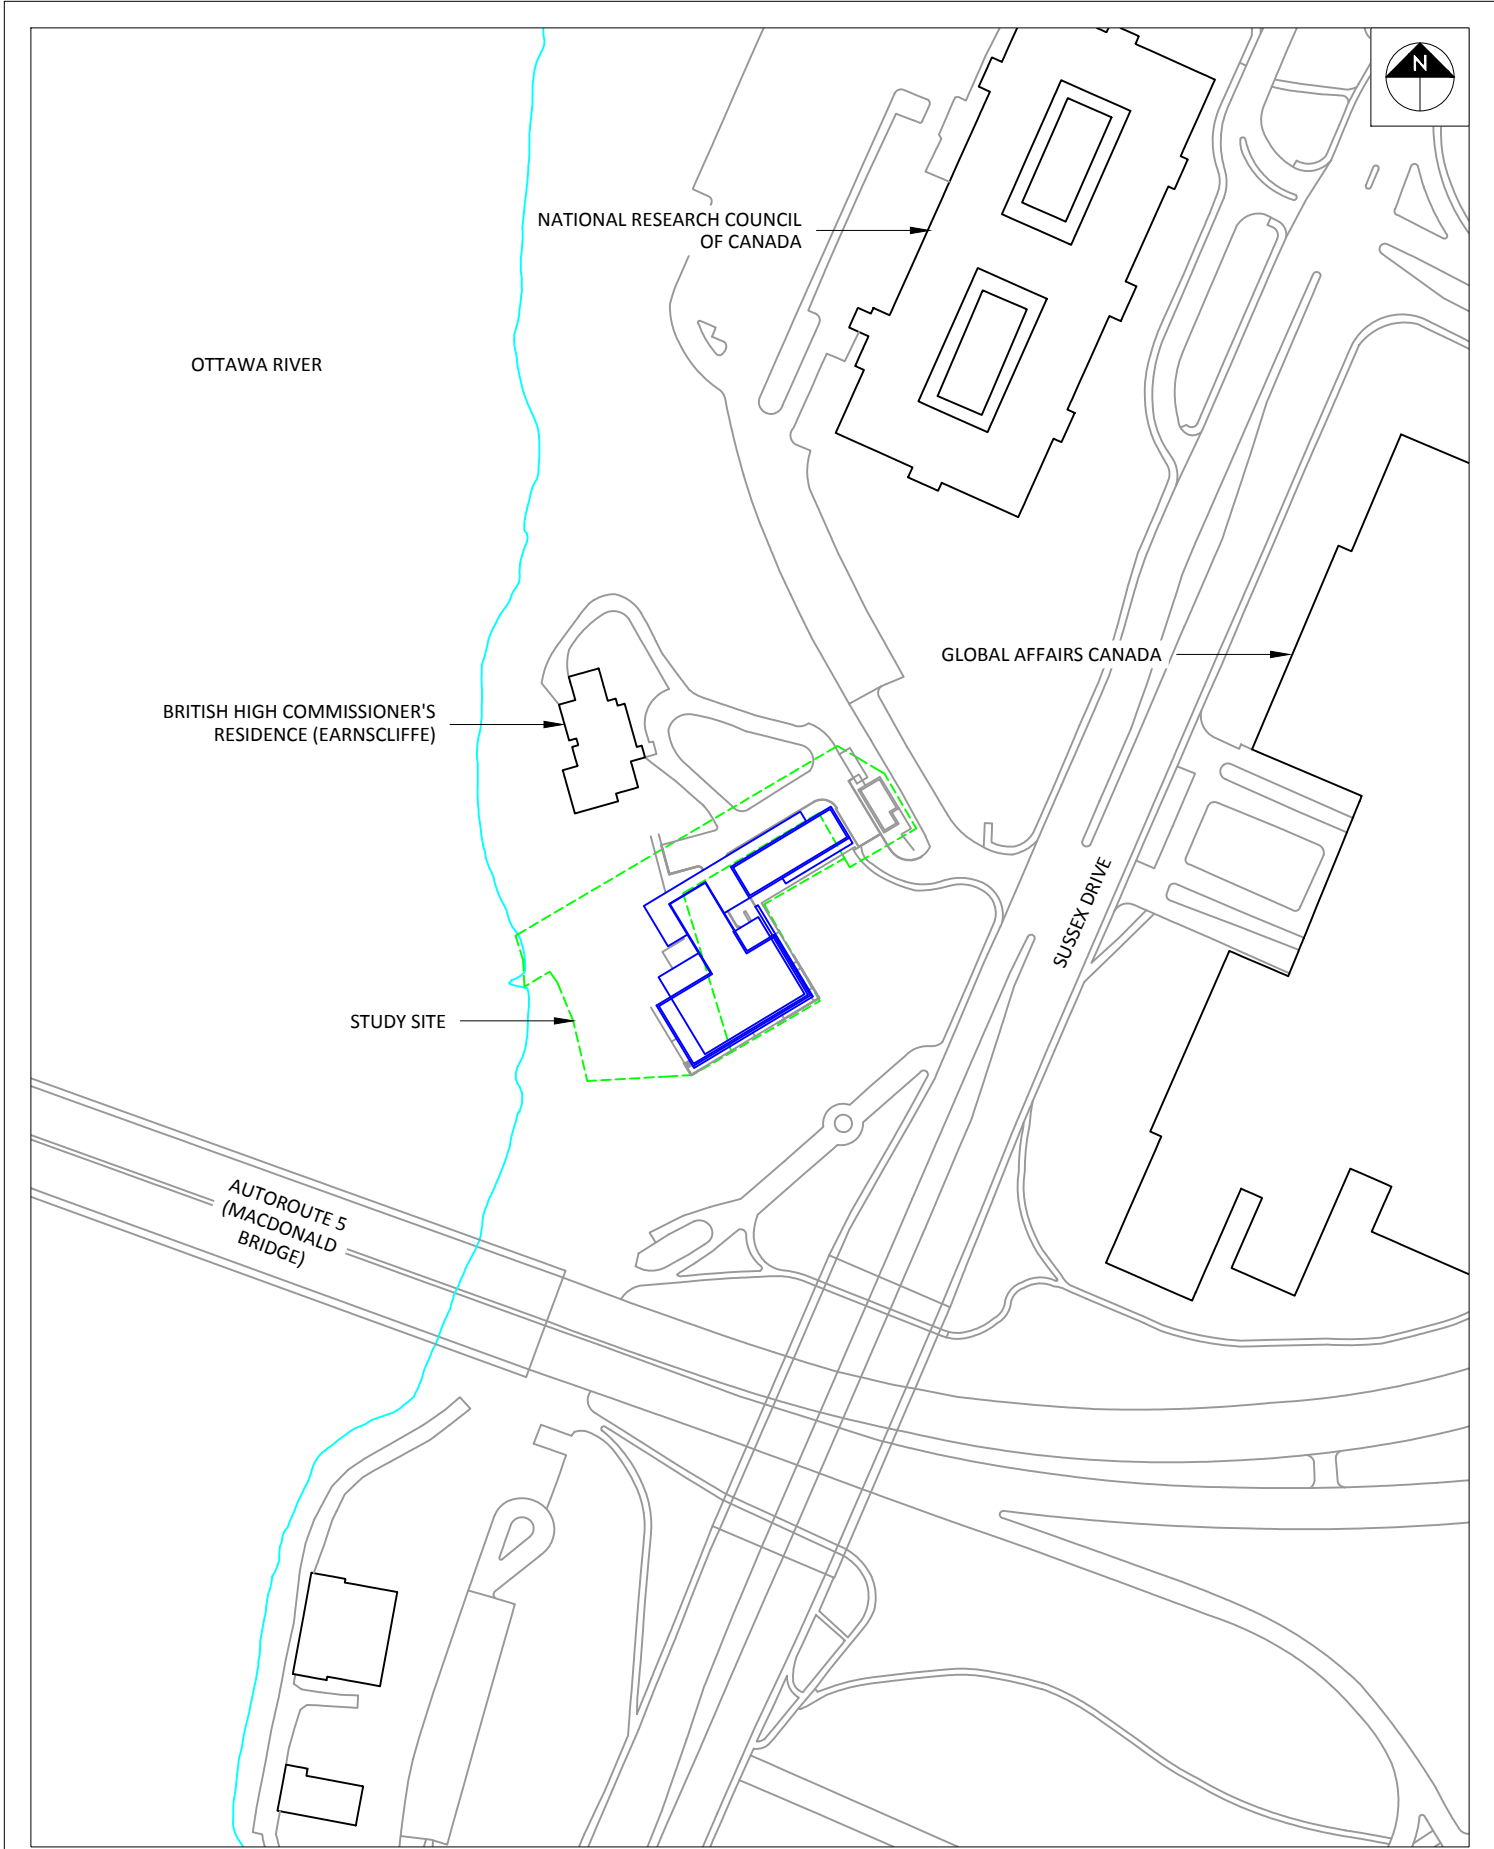 N
NATIONAL RESEARCH COUNCIL
OF CANADA
OTTAWA RIVER
GLOBAL AFFAIRS CANADA
BRITISH HIGH COMMISSIONER'S
RESIDENCE (EARNSCLIFFE)
SUSSEX DRIVE
STUDY SITE
AUTOROUTE 5
(MACDONALD
BRIDGE)